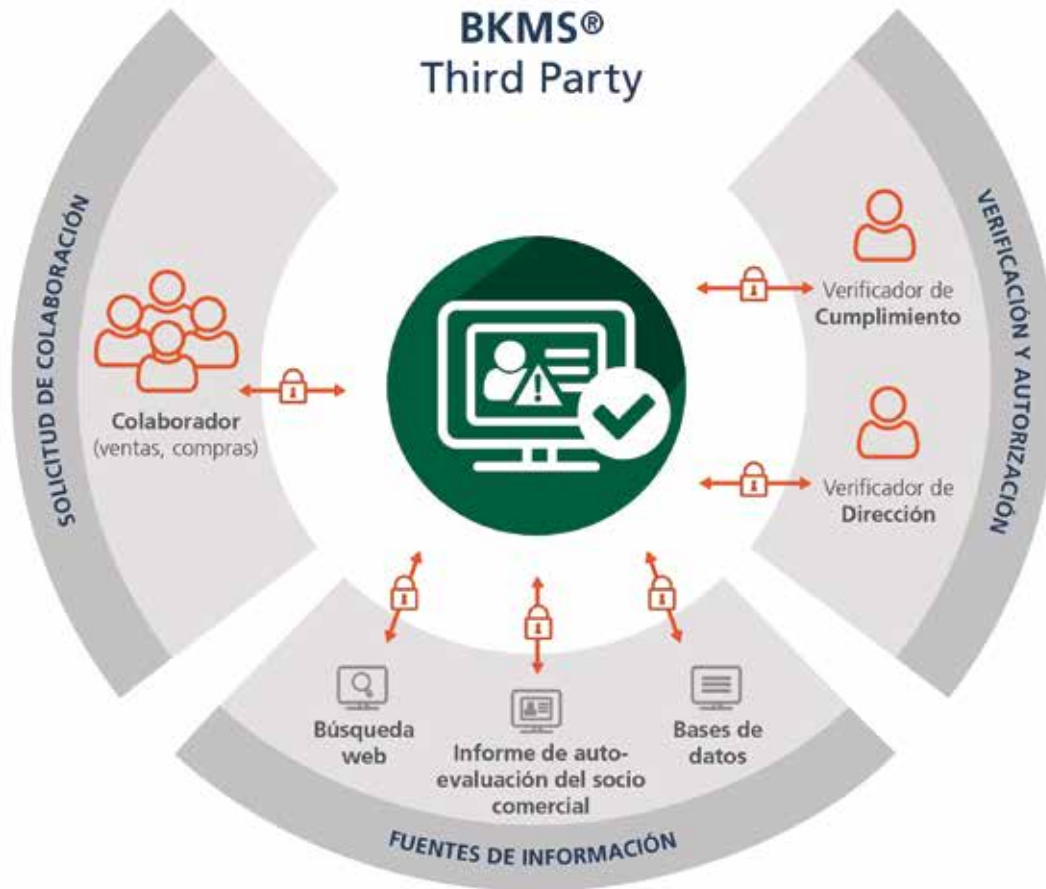 BKMS®
Third Party
SOLICITUD DE COLABORACIÓN
Colaborador
(ventas, compras)
VERIFICACIÓN Y AUTORIZACIÓN
Verificador de
Cumplimiento
Verificador de
Dirección
Búsqueda
web
Informe de auto-
evaluación del socio
comercial
Bases de
datos
FUENTES DE INFORMACIÓN